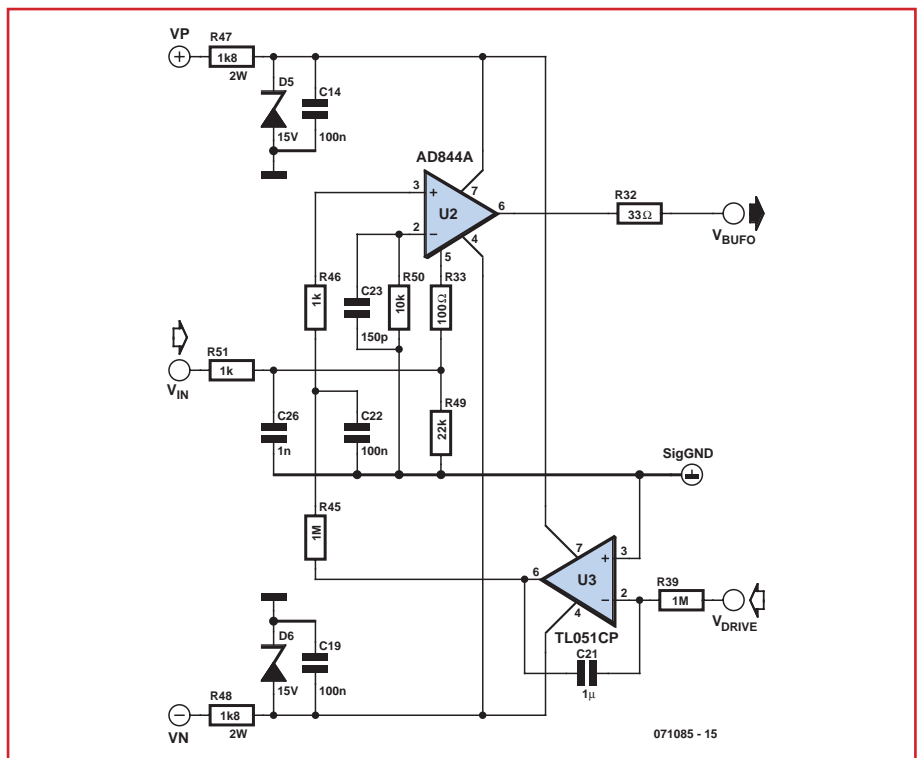 VP
R47
1k8
2W
D5
15V
C14
100n
AD844A
3
+
7
U2
6
2
−
4
5
R32
33Ω
VBUFO
R46
1k
C23
150p
R50
10k
R33
100Ω
VIN
R51
1k
C26
1n
C22
100n
R49
22k
SigGND
R45
1M
7
3
+
6
U3
2
−
4
R39
1M
VDRIVE
TL051CP
C21
1µ
D6
15V
C19
100n
VN
R48
1k8
2W
071085 - 15